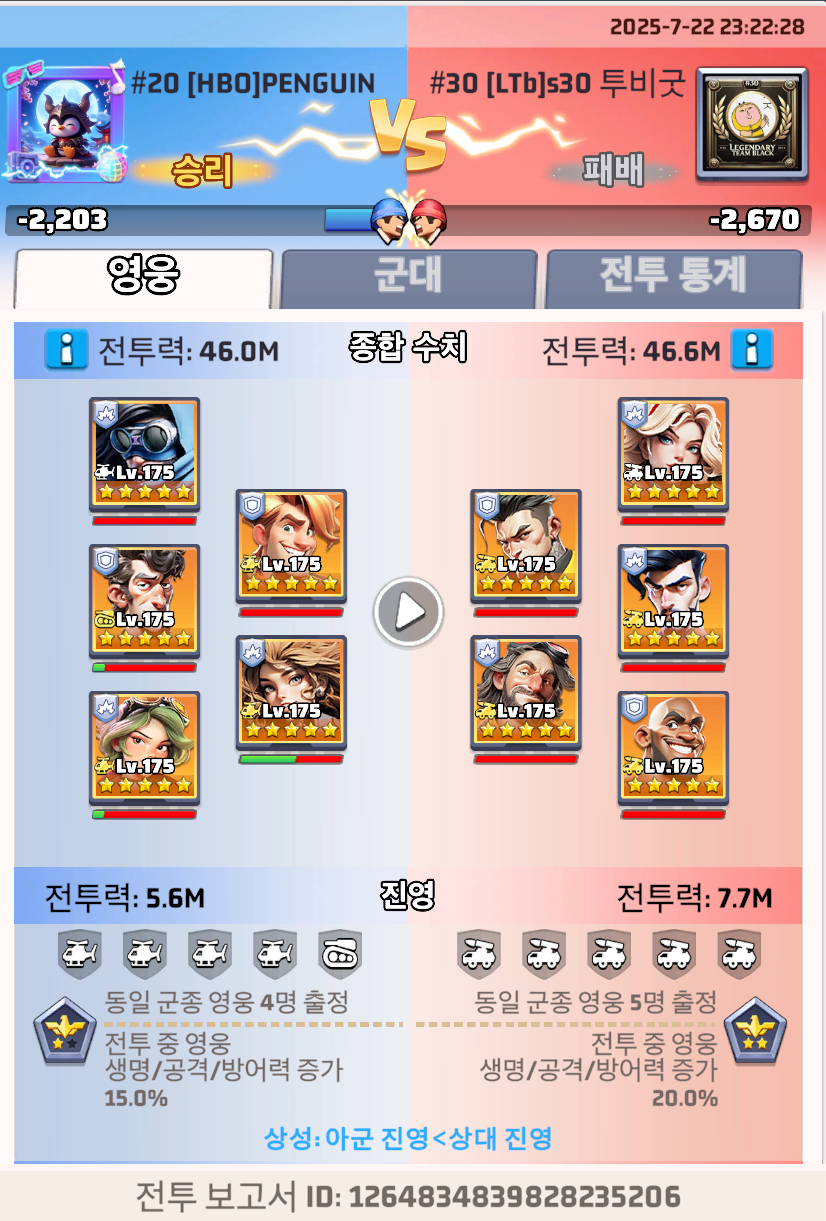 2025-7-22 23:22:28
#20 [HBO]PENGUIN
#30 [LTb]s30 투비굿
VS
승리
패배
#30
LEGENDARY
TEAM BLACK
-2,203
-2,670
영웅
군대
전투 통계
전투력: 46.0M
종합 수치
전투력: 46.6M
Lv.175
Lv.175
Lv.175
Lv.175
Lv.175
Lv.175
Lv.175
Lv.175
Lv.175
Lv.175
전투력: 5.6M
진영
전투력: 7.7M
동일 군종 영웅 4명 출정
동일 군종 영웅 5명 출정
전투 중 영웅
생명/공격/방어력 증가
15.0%
전투 중 영웅
생명/공격/방어력 증가
20.0%
상성: 아군 진영<상대 진영
전투 보고서 ID: 1264834839828235206